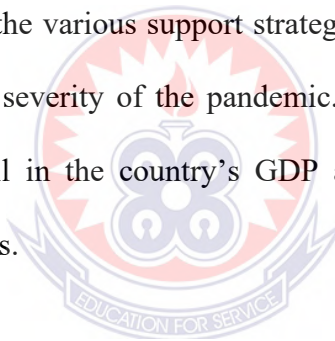 the various support strateg
severity of the pandemic.
l in the country's GDP
s.
EDUCATION FOR SERVICE